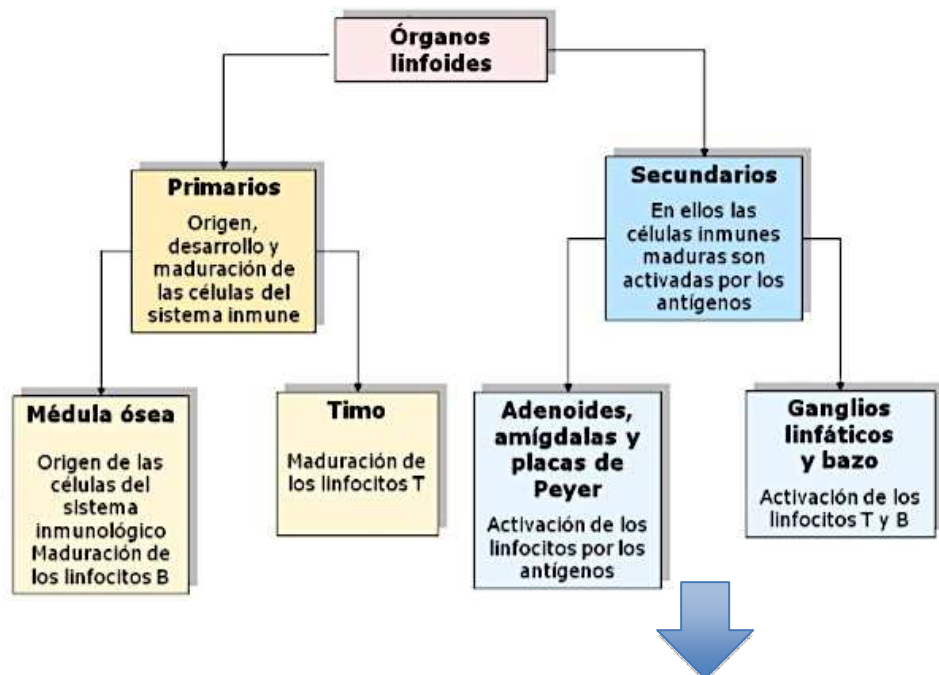 Órganos
linfoides
Primarios
Origen,
desarrollo y
maduración de
las células del
sistema inmune
Secundarios
En ellos las
células inmunes
maduras son
activadas por los
antígenos
Médula ósea
Origen de las
células del
sistema
inmunológico
Maduración de
los linfocitos B
Timo
Maduración de
los linfocitos T
Adenoides,
amígdalas y
placas de
Peyer
Activación de los
linfocitos por los
antígenos
Ganglios
linfáticos
y bazo
Activación de los
linfocitos T y B